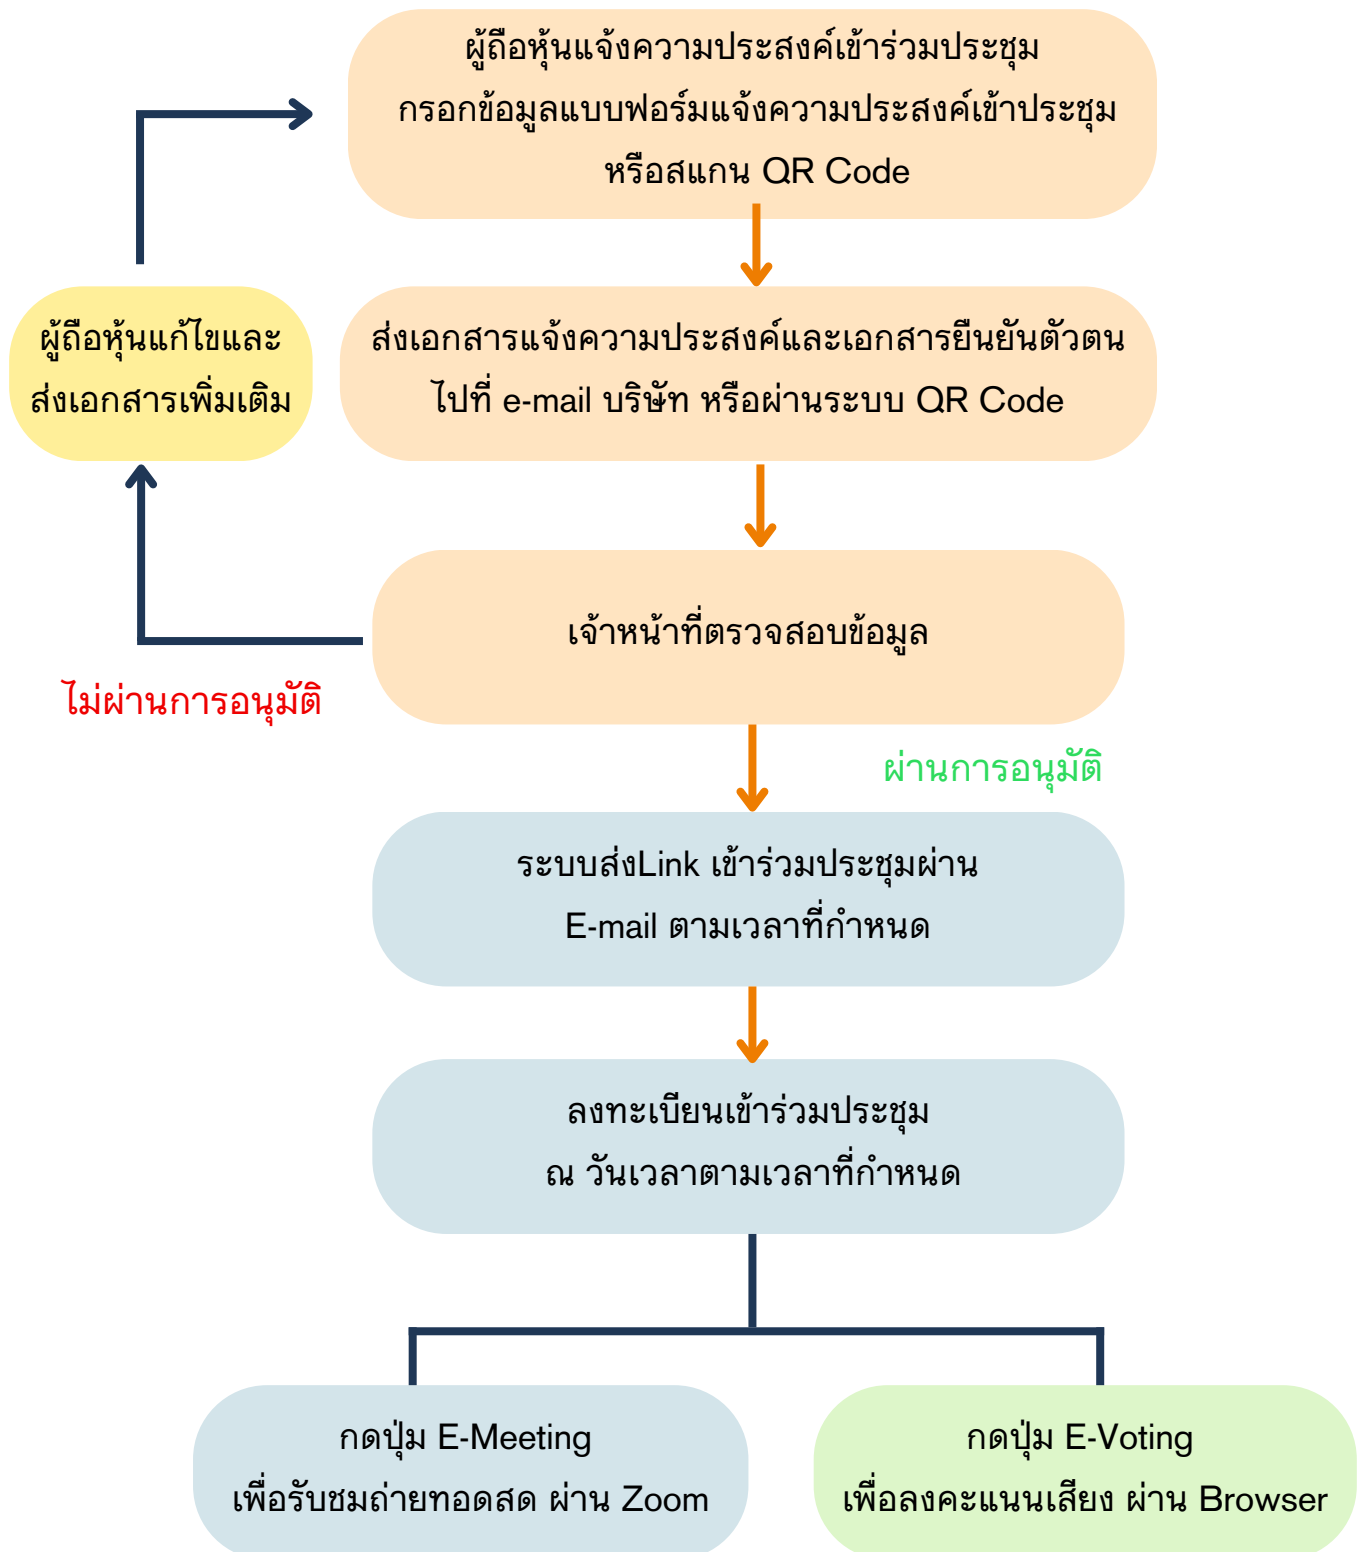 ผู้ถือหุ้นแจ้งความประสงค์เข้าร่วมประชุม
กรอกข้อมูลแบบฟอร์มแจ้งความประสงค์เข้าประชุม
หรือสแกน QR Code
ผู้ถือหุ้นแก้ไขและ
ส่งเอกสารเพิ่มเติม
ส่งเอกสารแจ้งความประสงค์และเอกสารยืนยันตัวตน
ไปที่ e-mail บริษัท หรือผ่านระบบ QR Code
เจ้าหน้าที่ตรวจสอบข้อมูล
ไม่ผ่านการอนุมัติ
ผ่านการอนุมัติ
ระบบส่งLink เข้าร่วมประชุมผ่าน
E-mail ตามเวลาที่กำหนด
ลงทะเบียนเข้าร่วมประชุม
ณ วันเวลาตามเวลาที่กำหนด
กดปุ่ม E-Meeting
เพื่อรับชมถ่ายทอดสด ผ่าน Zoom
กดปุ่ม E-Voting
เพื่อลงคะแนนเสียง ผ่าน Browser